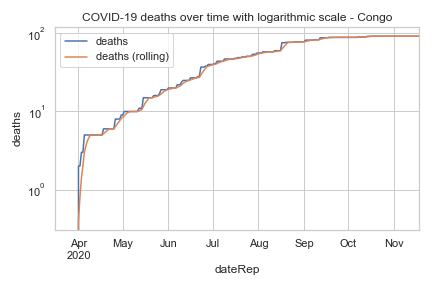 COVID-19 deaths over time with logarithmic scale - Congo
deaths
deaths (rolling)
10²
10¹
10⁰
deaths
Apr
2020
May
Jun
Jul
Aug
Sep
Oct
Nov
dateRep